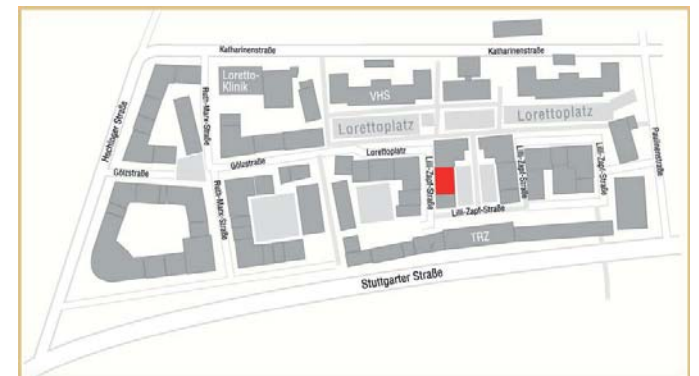 Katharinenstraße
Katharinenstraße
Loretto-
Klinik
VHS
Ruth-Marx-Straße
Hechinger Straße
Lorettoplatz
Lorettoplatz
Paulinenstraße
Gölzstraße
Lorettoplatz
Gölzstraße
Lilli-Zapf-Straße
Lilli-Zapf-Straße
Lilli-Zapf-Straße
Ruth-Marx-Straße
Lilli-Zapf-Straße
TRZ
Stuttgarter Straße